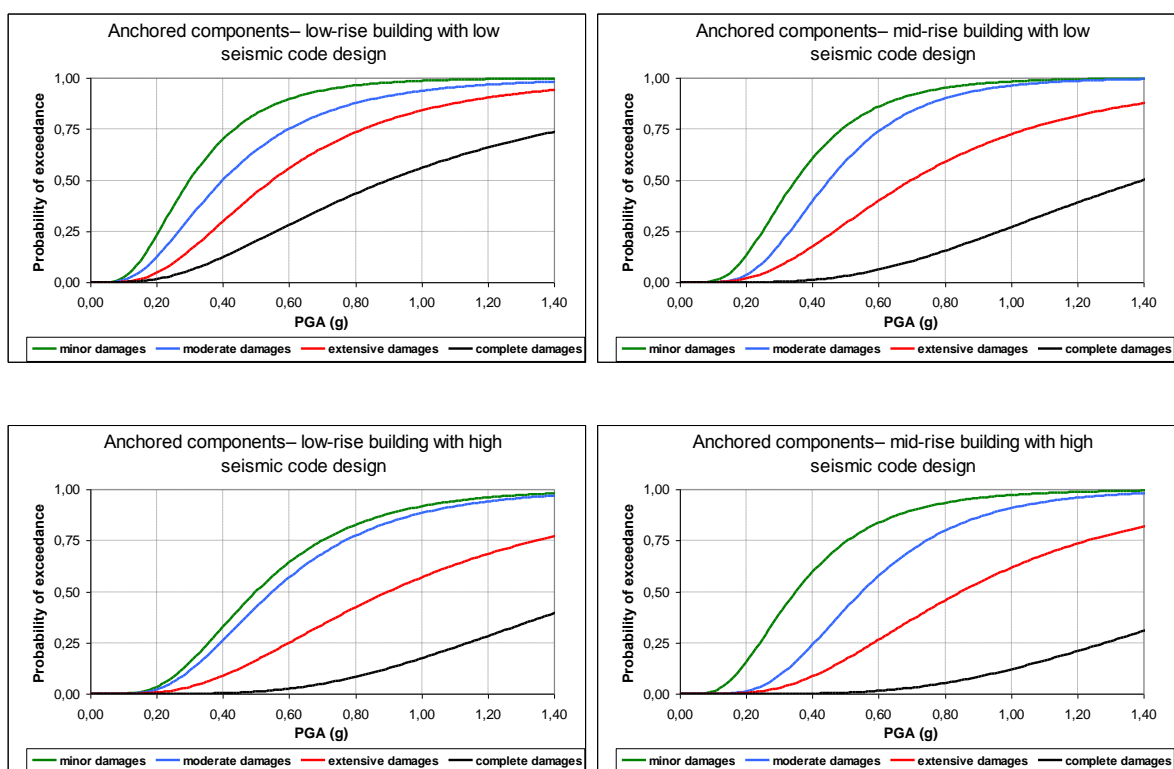 Anchored components– low-rise building with low
seismic code design
Probability of exceedance
1,00
0,75
0,50
0,25
0,00
0,00 0,20 0,40 0,60 0,80 1,00 1,20 1,40
PGA (g)
minor damages moderate damages extensive damages complete damages
Anchored components– mid-rise building with low
seismic code design
Probability of exceedance
1,00
0,75
0,50
0,25
0,00
0,00 0,20 0,40 0,60 0,80 1,00 1,20 1,40
PGA (g)
minor damages moderate damages extensive damages complete damages
Anchored components– low-rise building with high
seismic code design
Probability of exceedance
1,00
0,75
0,50
0,25
0,00
0,00 0,20 0,40 0,60 0,80 1,00 1,20 1,40
PGA (g)
minor damages moderate damages extensive damages complete damages
Anchored components– mid-rise building with high
seismic code design
Probability of exceedance
1,00
0,75
0,50
0,25
0,00
0,00 0,20 0,40 0,60 0,80 1,00 1,20 1,40
PGA (g)
minor damages moderate damages extensive damages complete damages